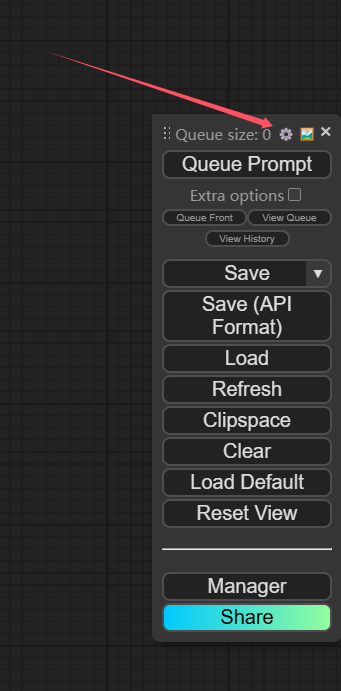 Queue size: 0
Queue Prompt
Extra options
Queue Front View Queue
View History
Save
Save (API
Format)
Load
Refresh
Clipspace
Clear
Load Default
Reset View
Manager
Share